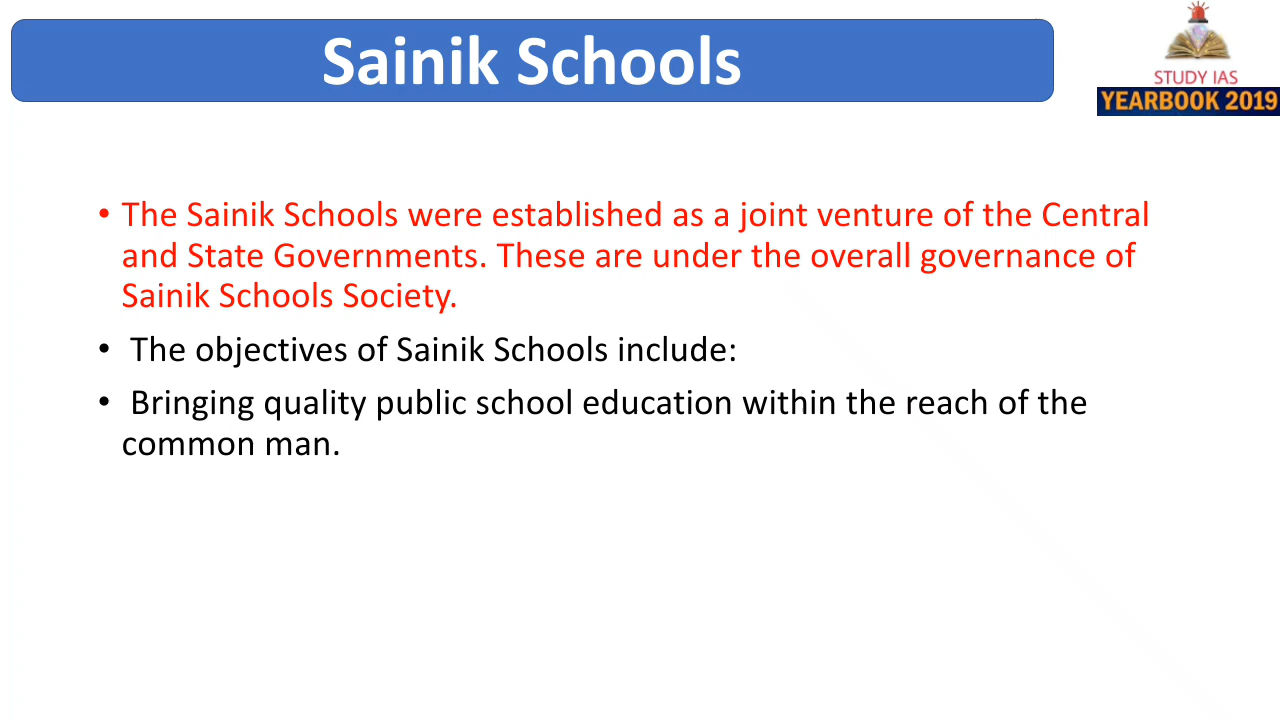 Sainik Schools
STUDY IAS
YEARBOOK 2019
• The Sainik Schools were established as a joint venture of the Central
and State Governments. These are under the overall governance of
Sainik Schools Society.
• The objectives of Sainik Schools include:
• Bringing quality public school education within the reach of the
common man.